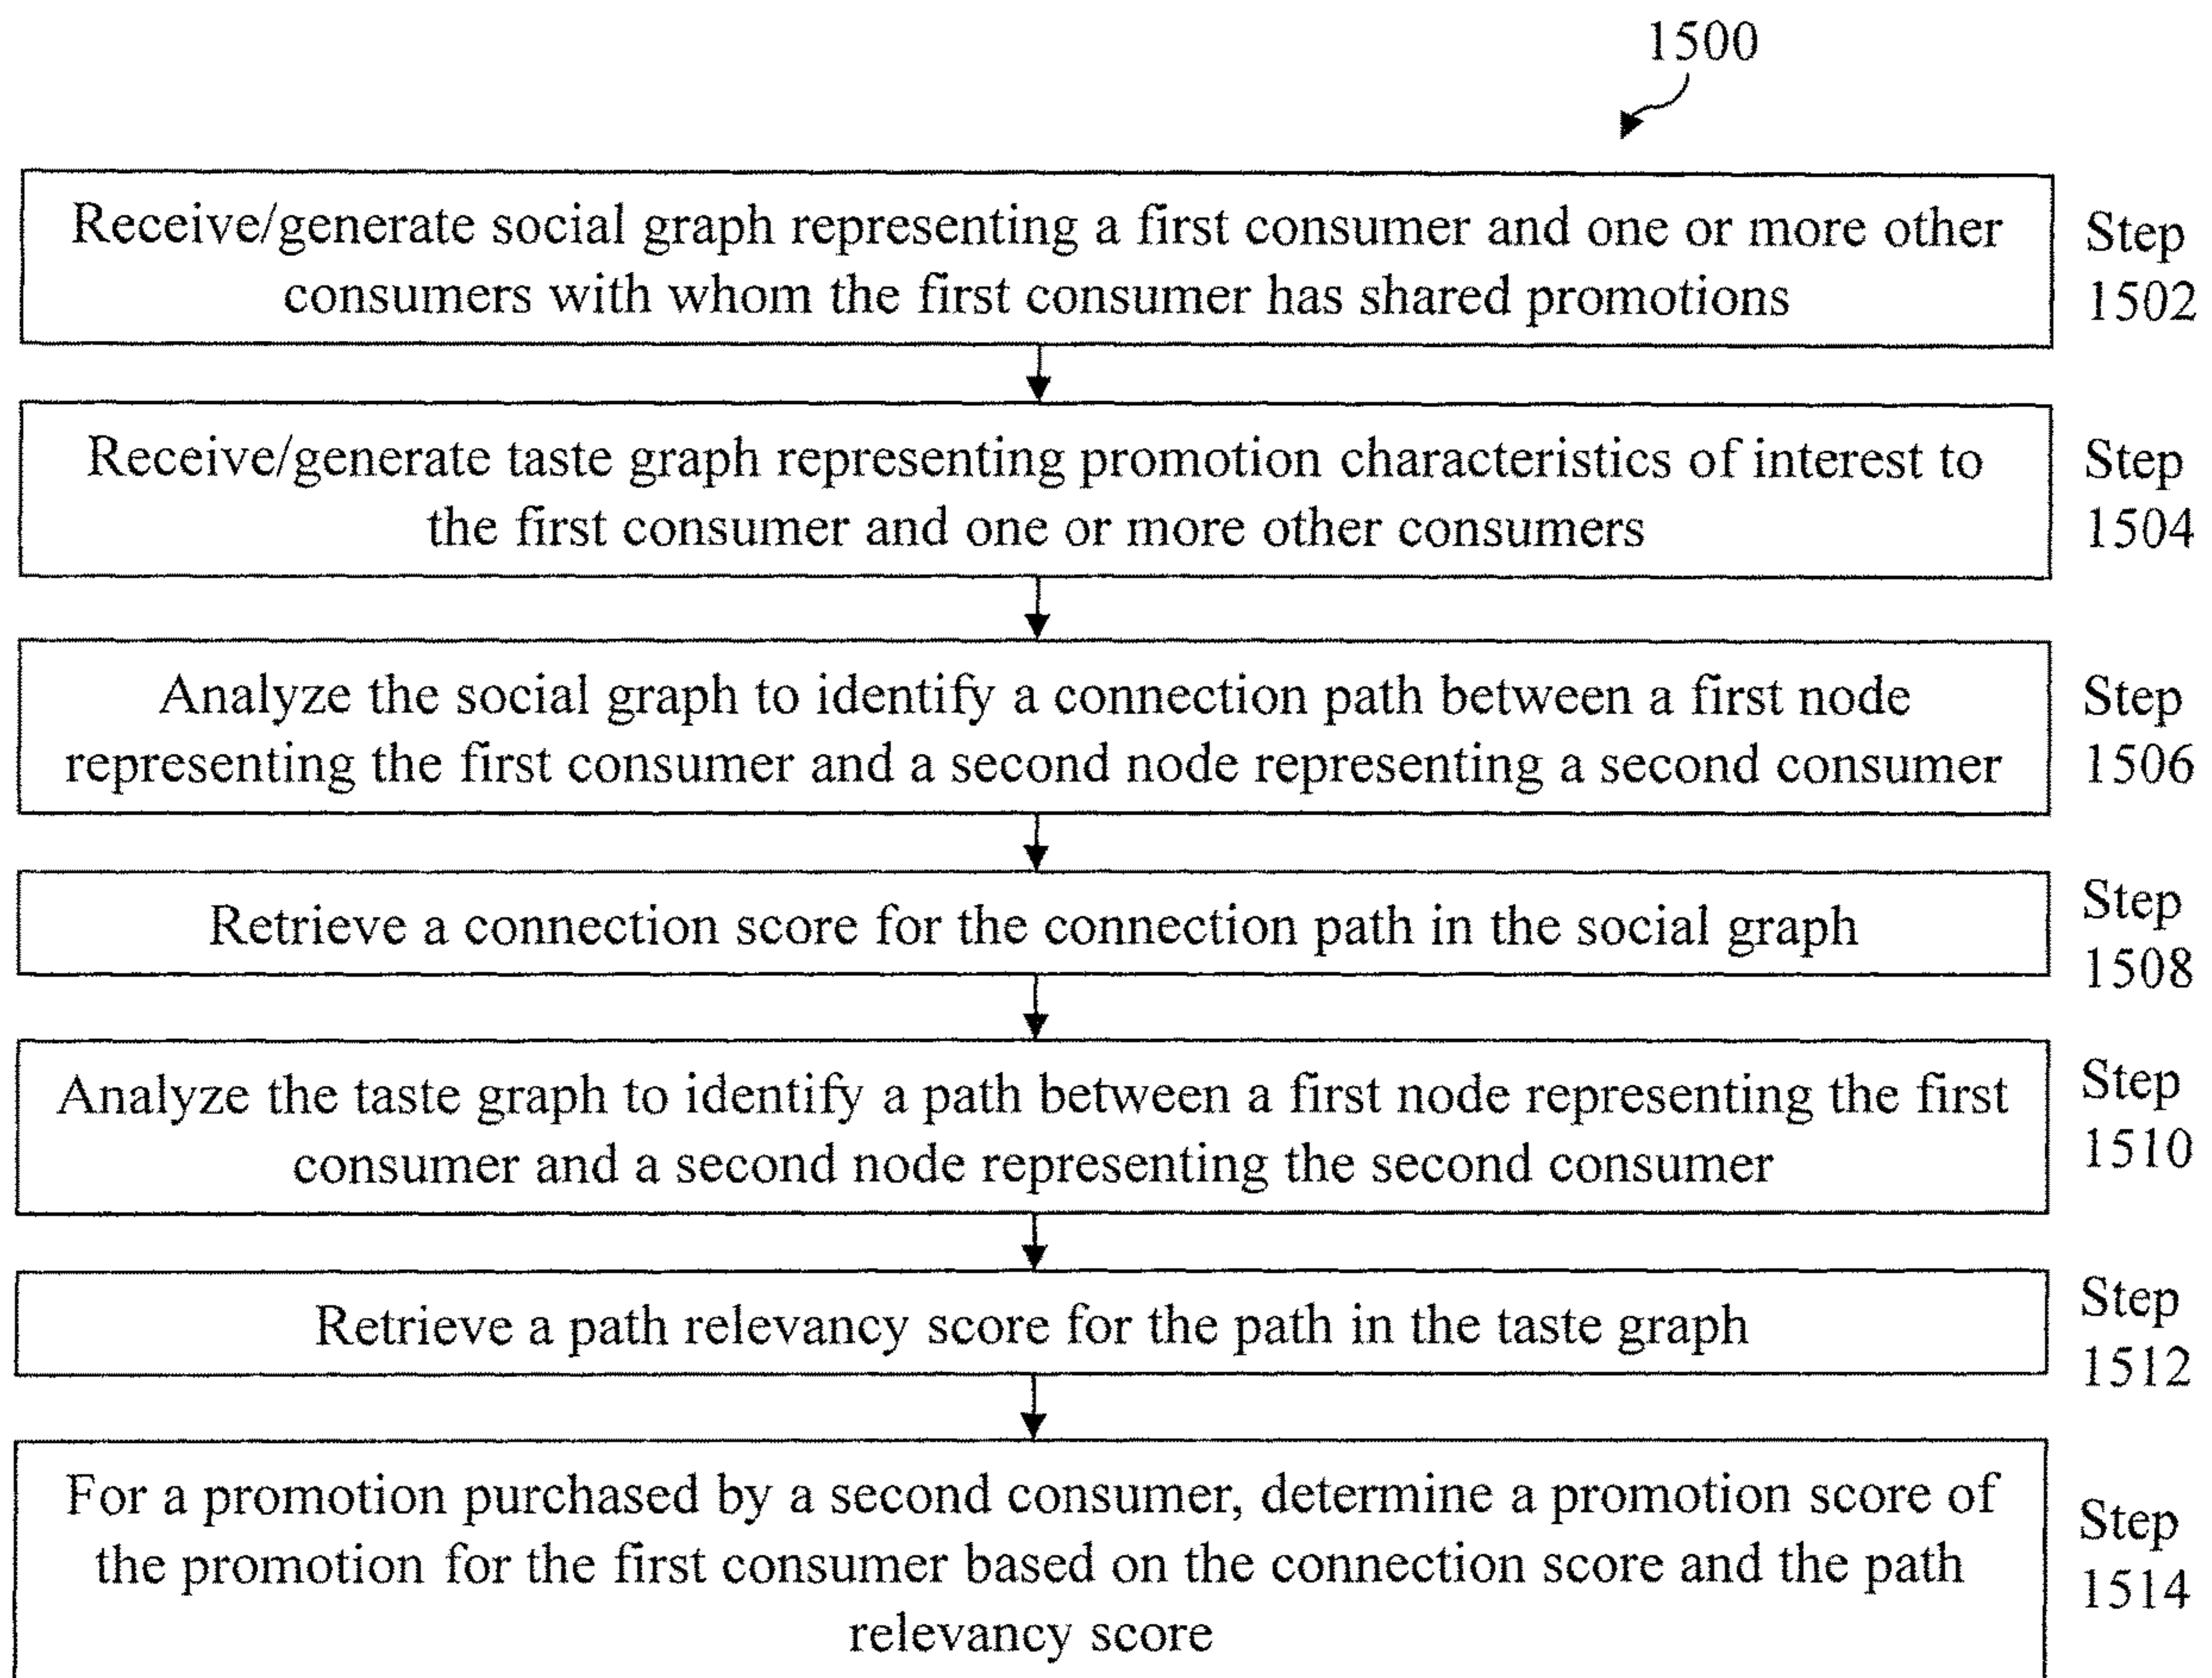 1500
Receive/generate social graph representing a first consumer and one or more other
consumers with whom the first consumer has shared promotions
Step
1502
Receive/generate taste graph representing promotion characteristics of interest to
the first consumer and one or more other consumers
Step
1504
Analyze the social graph to identify a connection path between a first node
representing the first consumer and a second node representing a second consumer
Step
1506
Retrieve a connection score for the connection path in the social graph
Step
1508
Analyze the taste graph to identify a path between a first node representing the first
consumer and a second node representing the second consumer
Step
1510
Retrieve a path relevancy score for the path in the taste graph
Step
1512
For a promotion purchased by a second consumer, determine a promotion score of
the promotion for the first consumer based on the connection score and the path
relevancy score
Step
1514